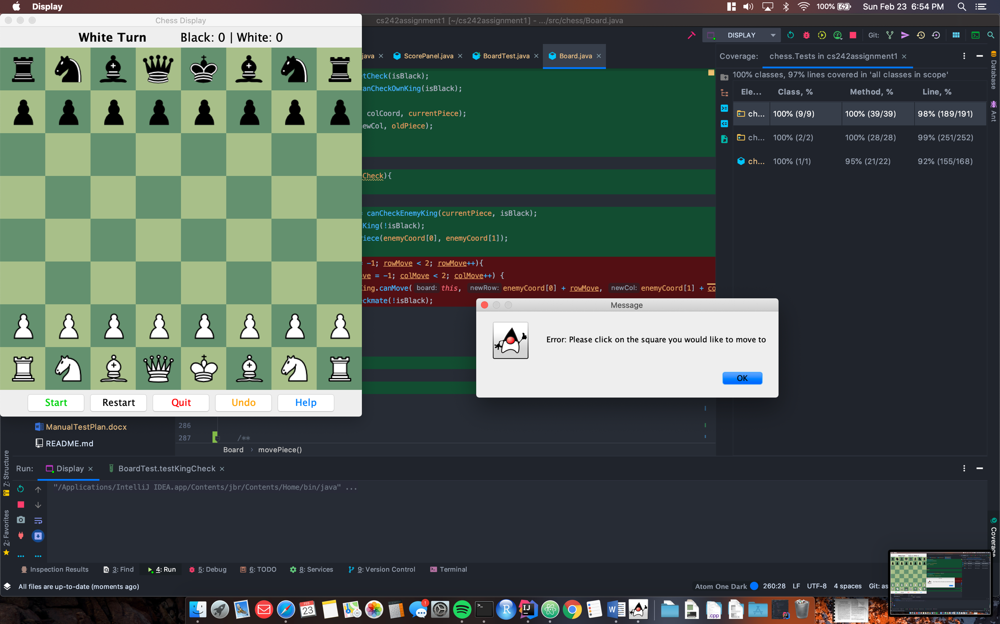 Display
100%
Sun Feb 23 6:54 PM
Chess Display
cs242assignment1 [~/cs242assignment1] - .../src/chess/Board.java
White Turn
Black: 0 | White: 0
DISPLAY
Git:
java
ScorePanel.java
BoardTest.java
Board.java
Coverage:
chess.Tests in cs242assignment1
100% classes, 97% lines covered in 'all classes in scope'
Ele... Class, % Method, % Line, %
ch... 100% (9/9) 100% (39/39) 98% (189/191)
ch... 100% (2/2) 100% (28/28) 99% (251/252)
ch... 100% (1/1) 95% (21/22) 92% (155/168)
Database
Ant
etCheck(isBlack);
anCheckOwnKing(isBlack);
colCoord, currentPiece);
ewCol, oldPiece);
Check){
= canCheckEnemyKing(currentPiece, isBlack);
King(!isBlack);
Piece(enemyCoord[0], enemyCoord[1]);
= -1; rowMove < 2; rowMove++){
ve = -1; colMove < 2; colMove++) {
King.canMove( board: this, newRow: enemyCoord[0] + rowMove, newCol: enemyCoord[1] + co
ckmate(!isBlack);
Message
Error: Please click on the square you would like to move to
OK
Start
Restart
Quit
Undo
Help
ManualTestPlan.docx
README.md
286
287 /**
Board › movePiece()
7: Structure
2: Favorites
Run:
Display
BoardTest.testKingCheck
"/Applications/IntelliJ IDEA.app/Contents/jbr/Contents/Home/bin/java" ...
Coverage
Inspection Results
3: Find
4: Run
5: Debug
6: TODO
8: Services
9: Version Control
Terminal
All files are up-to-date (moments ago)
Atom One Dark
260:28
LF
UTF-8
4 spaces
Git: as
FEB
23
1
>_
R
IJ
W
.cpp
DOCX